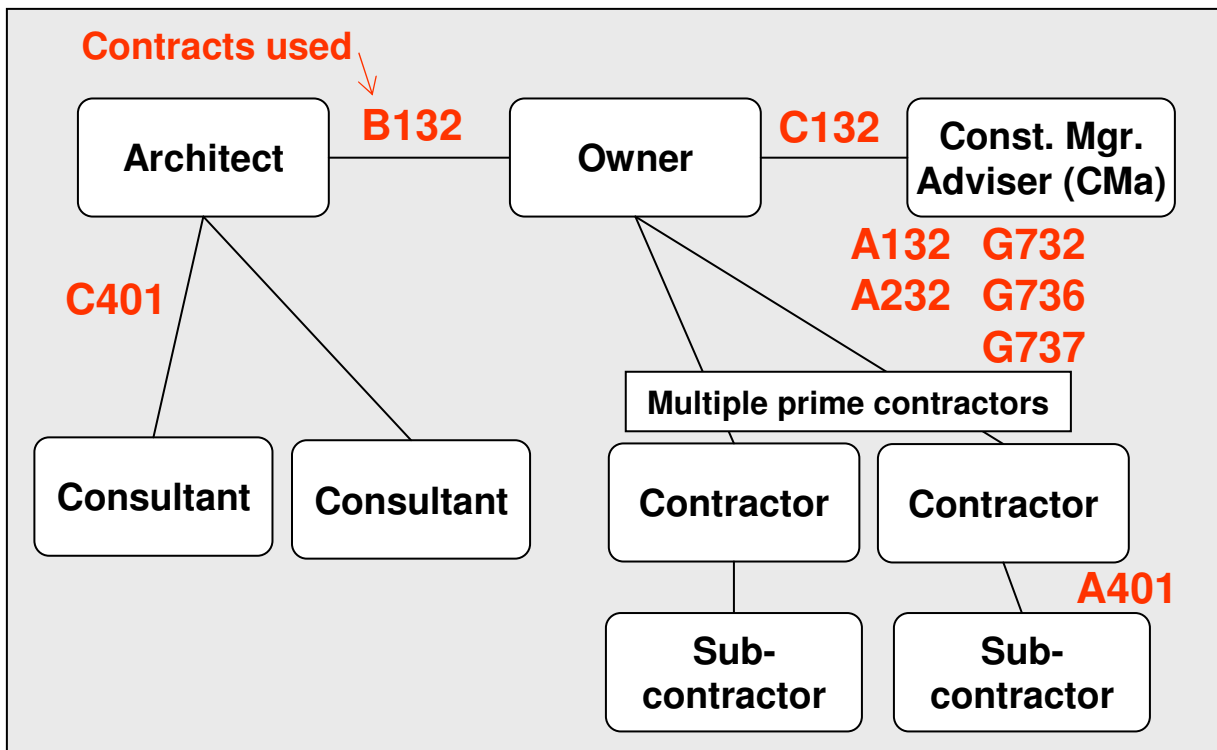 Contracts used
B132
C132
Architect
Owner
Const. Mgr.
Adviser (CMa)
A132 G732
A232 G736
G737
C401
Multiple prime contractors
Consultant
Consultant
Contractor
Contractor
A401
Sub-
contractor
Sub-
contractor